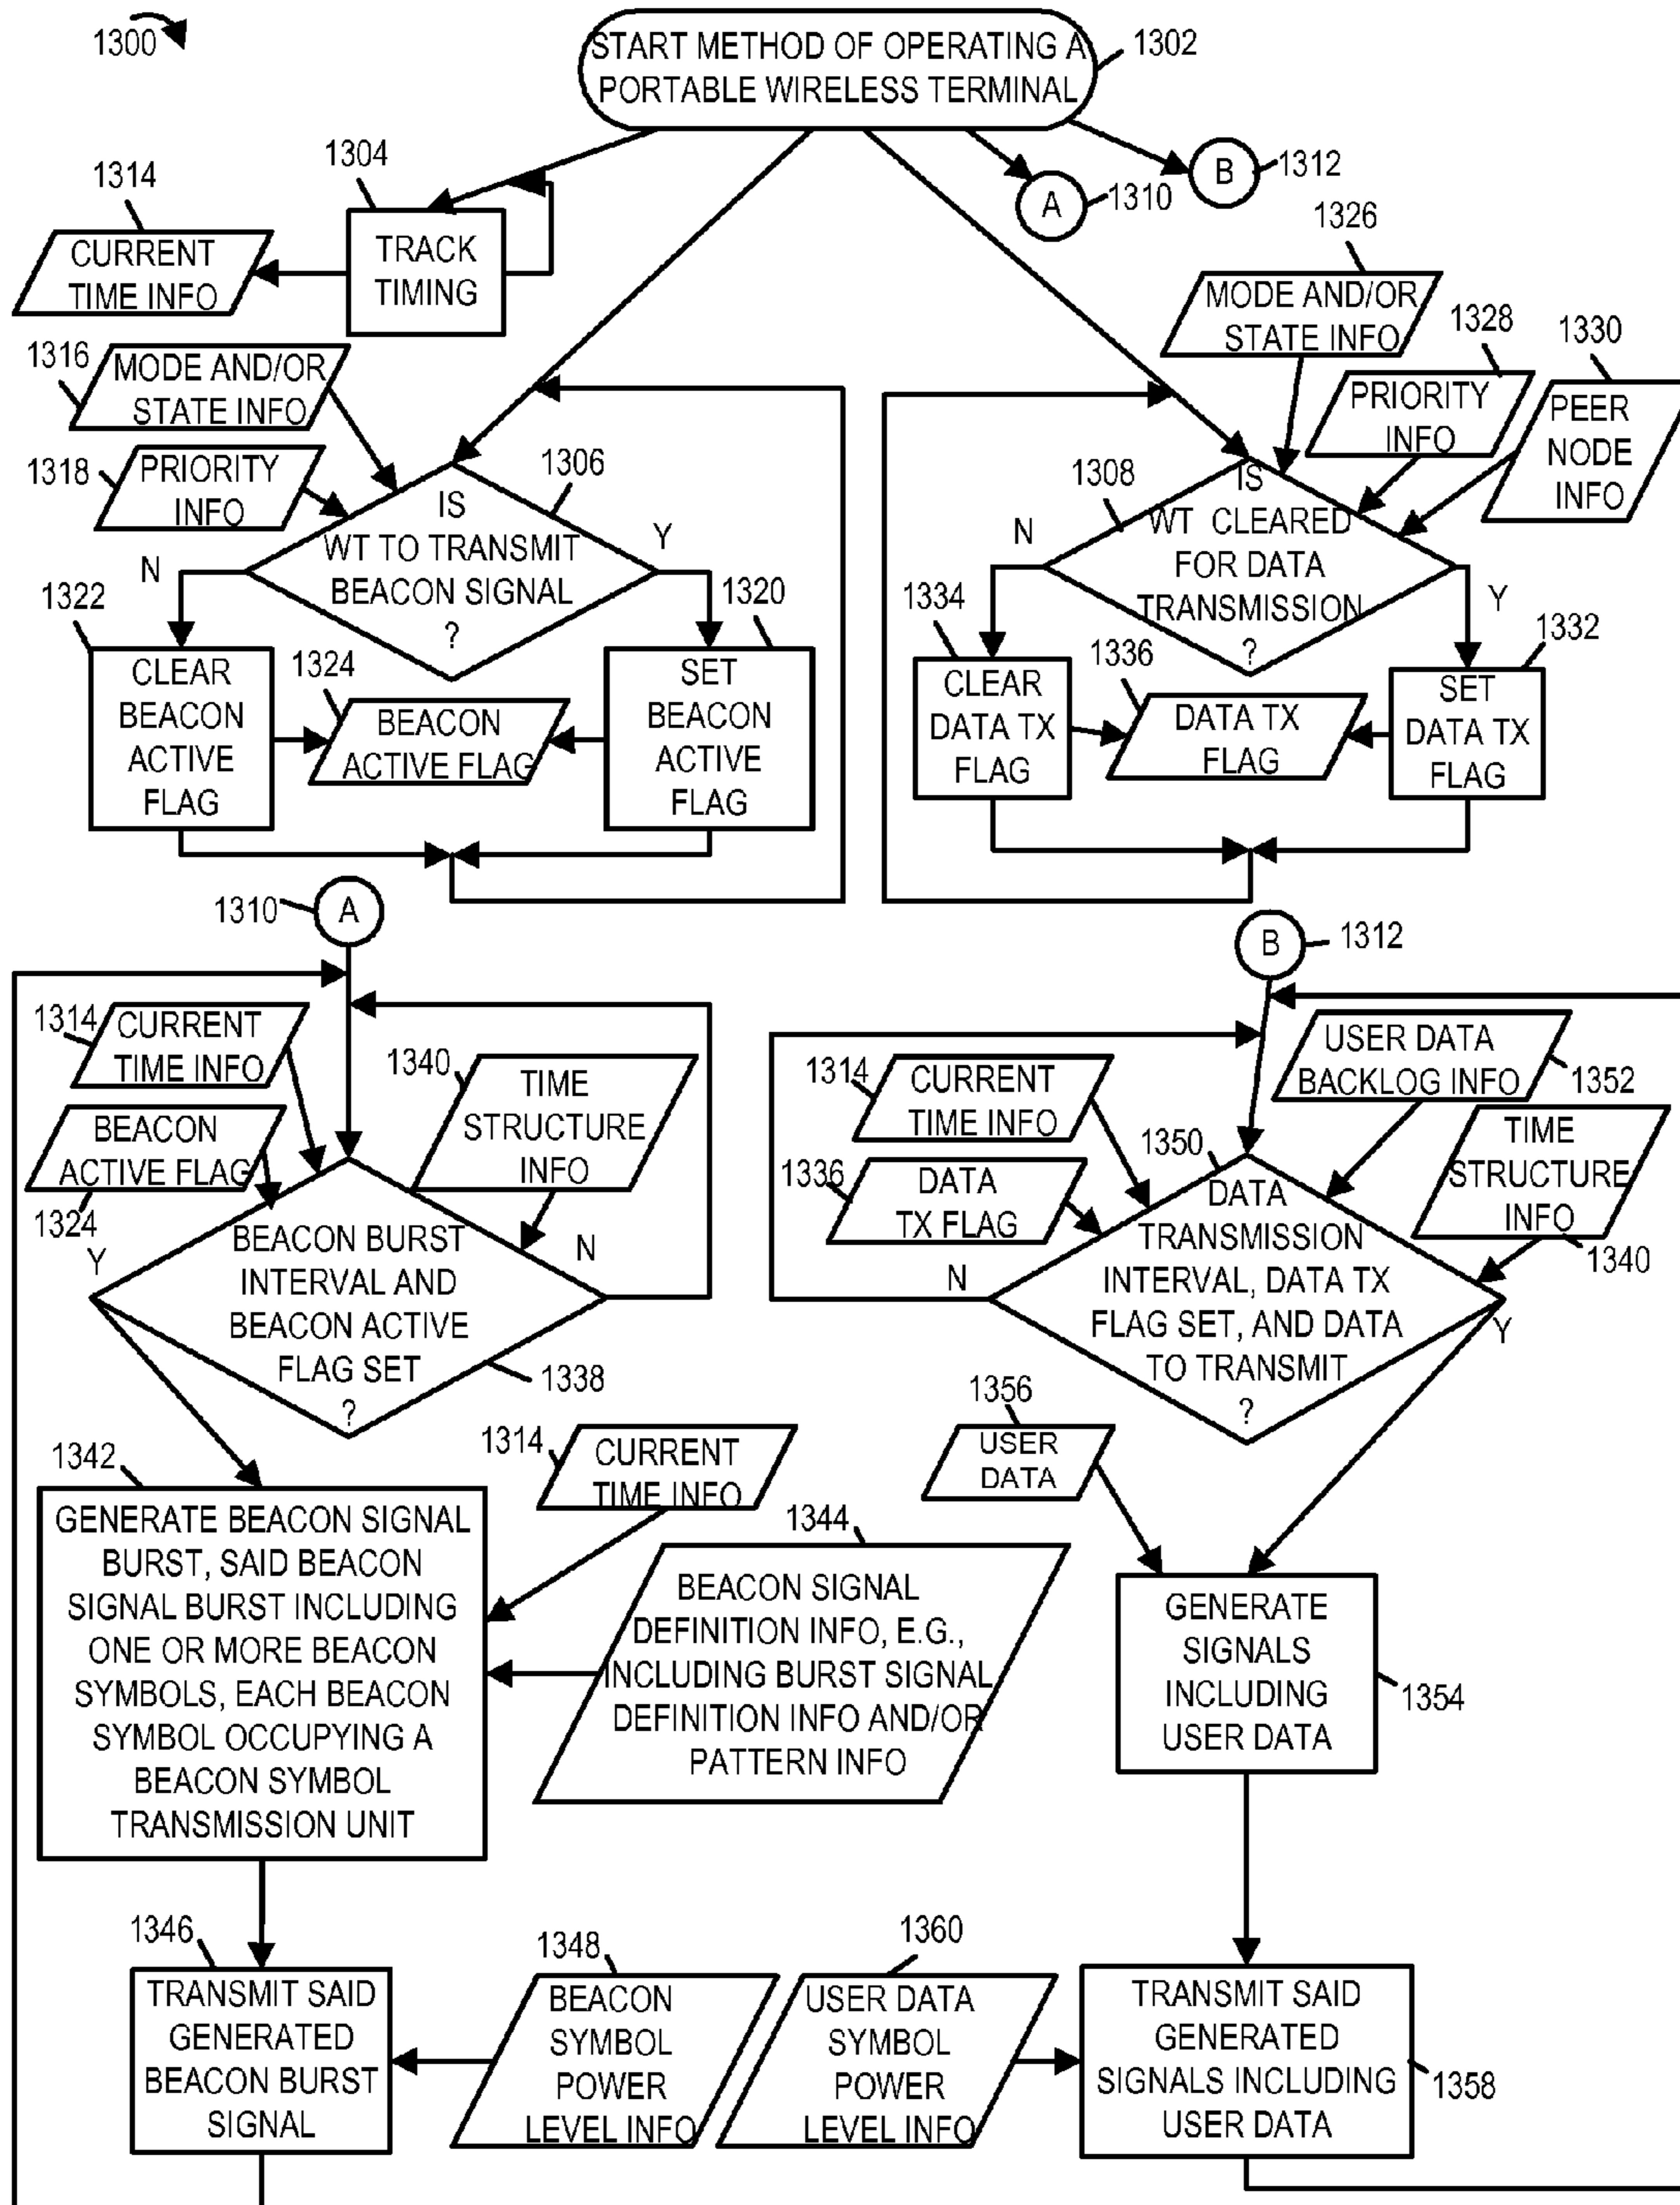 1300
START METHOD OF OPERATING A
PORTABLE WIRELESS TERMINAL
1302
1304
1314
CURRENT
TIME INFO
TRACK
TIMING
A
1310
B
1312
1316
MODE AND/OR
STATE INFO
1318
PRIORITY
INFO
1306
IS
WT TO TRANSMIT
BEACON SIGNAL
?
N
Y
1322
CLEAR
BEACON
ACTIVE
FLAG
1324
BEACON
ACTIVE FLAG
1320
SET
BEACON
ACTIVE
FLAG
1326
MODE AND/OR
STATE INFO
1328
PRIORITY
INFO
1330
PEER
NODE
INFO
1308
IS
WT CLEARED
FOR DATA
TRANSMISSION
?
N
Y
1334
CLEAR
DATA TX
FLAG
1336
DATA TX
FLAG
1332
SET
DATA TX
FLAG
1310
A
1314
CURRENT
TIME INFO
BEACON
ACTIVE FLAG
1324
1340
TIME
STRUCTURE
INFO
Y
BEACON BURST
INTERVAL AND
BEACON ACTIVE
FLAG SET
?
N
1338
B
1312
1314
CURRENT
TIME INFO
1336
DATA
TX FLAG
USER DATA
BACKLOG INFO
1352
TIME
STRUCTURE
INFO
1340
1350
DATA
TRANSMISSION
INTERVAL, DATA TX
FLAG SET, AND DATA
TO TRANSMIT
?
N
Y
1342
GENERATE BEACON SIGNAL
BURST, SAID BEACON
SIGNAL BURST INCLUDING
ONE OR MORE BEACON
SYMBOLS, EACH BEACON
SYMBOL OCCUPYING A
BEACON SYMBOL
TRANSMISSION UNIT
1314
CURRENT
TIME INFO
1344
BEACON SIGNAL
DEFINITION INFO, E.G.,
INCLUDING BURST SIGNAL
DEFINITION INFO AND/OR
PATTERN INFO
1356
USER
DATA
GENERATE
SIGNALS
INCLUDING
USER DATA
1354
1346
TRANSMIT SAID
GENERATED
BEACON BURST
SIGNAL
1348
BEACON
SYMBOL
POWER
LEVEL INFO
1360
USER DATA
SYMBOL
POWER
LEVEL INFO
TRANSMIT SAID
GENERATED
SIGNALS INCLUDING
USER DATA
1358